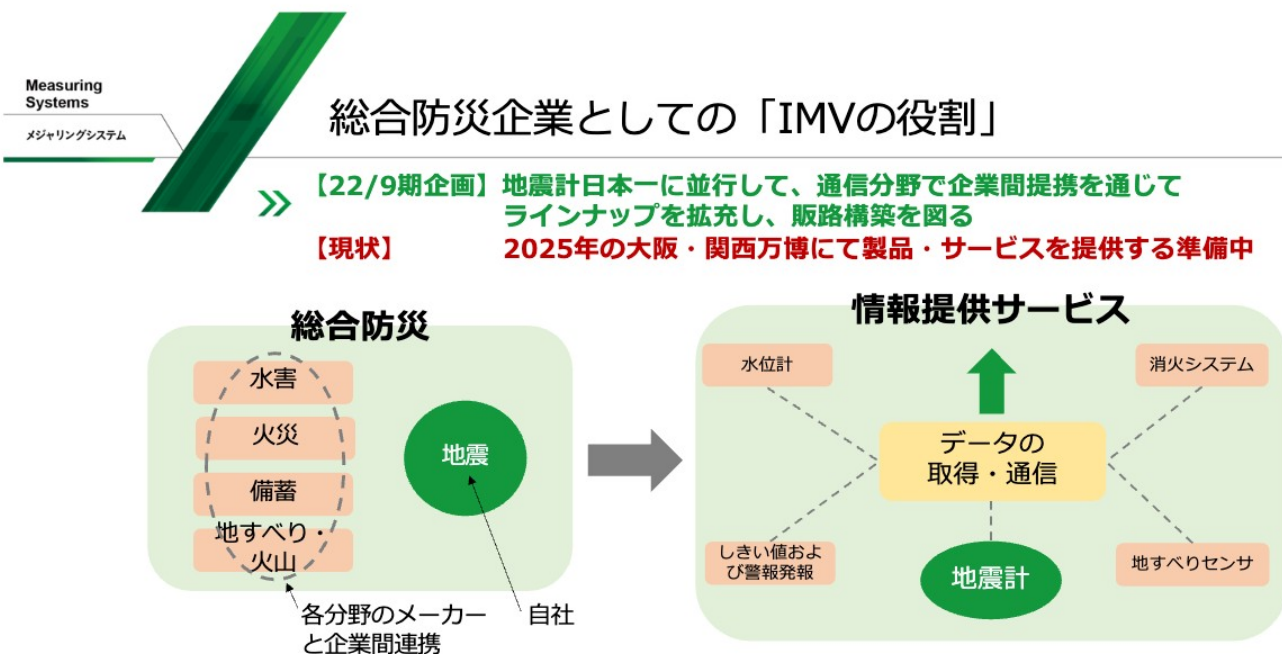 Measuring
Systems
メジャリングシステム
総合防災企業としての「IMVの役割」
【22/9期企画】地震計日本一に並行して、通信分野で企業間提携を通じて
ラインナップを拡充し、販路構築を図る
【現状】 2025年の大阪・関西万博にて製品・サービスを提供する準備中
総合防災
水害
火災
備蓄
地すべり・
火山
地震
各分野のメーカー
と企業間連携
自社
情報提供サービス
水位計
消火システム
データの
取得・通信
しきい値およ
び警報発報
地震計
地すべりセンサ